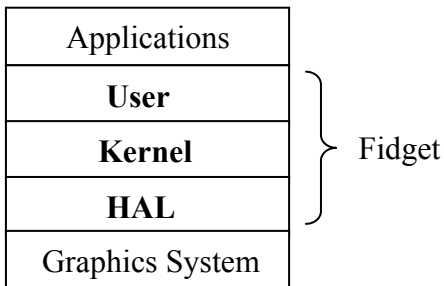 Applications
User
Kernel
Fidget
HAL
Graphics System